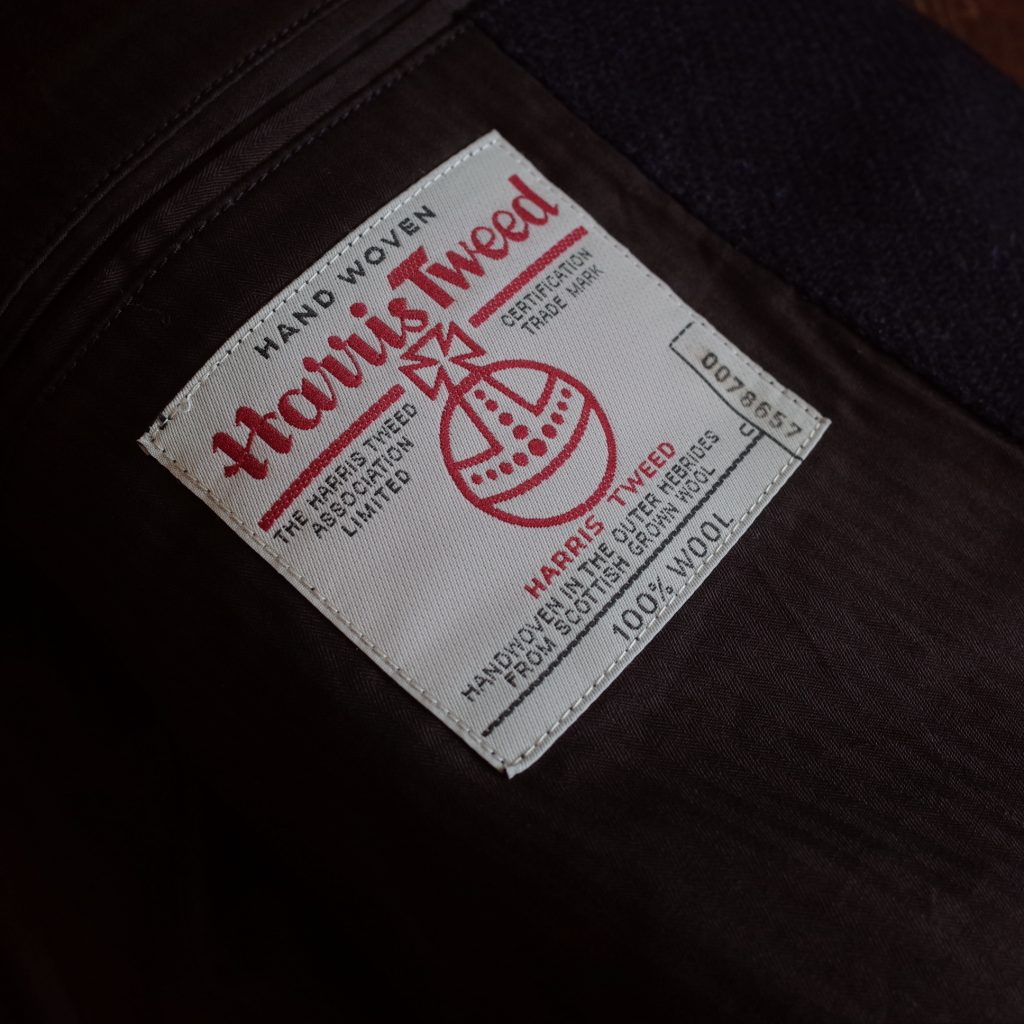 HAND WOVEN
Harris Tweed
CERTIFICATION
TRADE MARK
THE HARRIS TWEED
ASSOCIATION
LIMITED
0078657
HARRIS TWEED
HANDWOVEN IN THE OUTER HEBRIDES
FROM SCOTTISH GROWN WOOL
100% WOOL